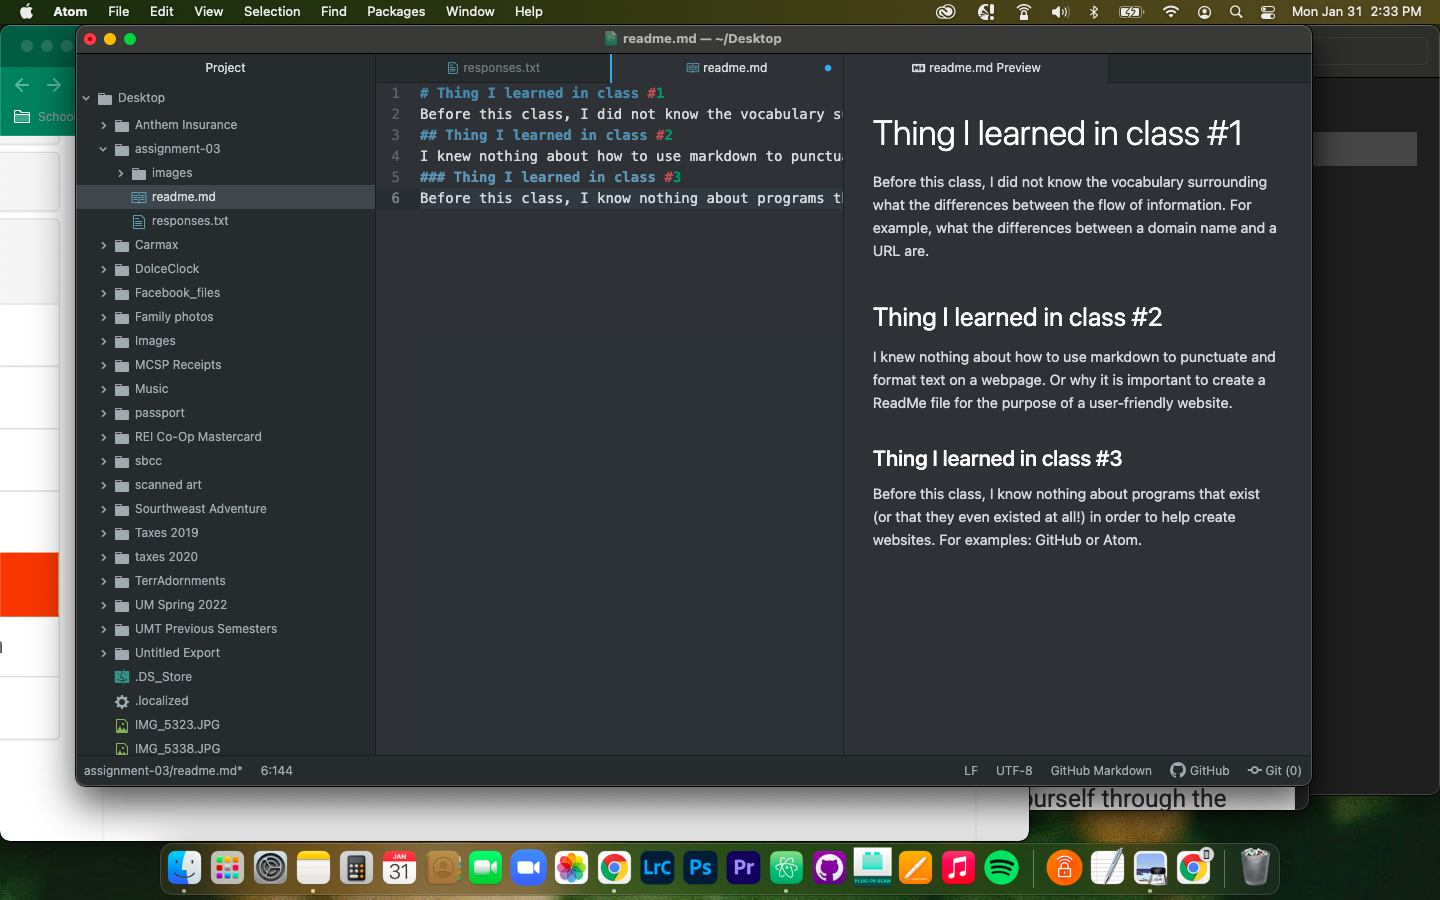 Atom File Edit View Selection Find Packages Window Help Mon Jan 31 2:33 PM
readme.md — ~/Desktop
Project
responses.txt
readme.md
readme.md Preview
Schoo
Desktop
Anthem Insurance
assignment-03
images
readme.md
responses.txt
Carmax
DolceClock
Facebook_files
Family photos
Images
MCSP Receipts
Music
passport
REI Co-Op Mastercard
sbcc
scanned art
Sourthweast Adventure
Taxes 2019
taxes 2020
TerrAdornments
UM Spring 2022
UMT Previous Semesters
Untitled Export
.DS_Store
.localized
IMG_5323.JPG
IMG_5338.JPG
1 # Thing I learned in class #1
2 Before this class, I did not know the vocabulary su
3 ## Thing I learned in class #2
4 I knew nothing about how to use markdown to punctua
5 ### Thing I learned in class #3
6 Before this class, I know nothing about programs th
Thing I learned in class #1
Before this class, I did not know the vocabulary surrounding
what the differences between the flow of information. For
example, what the differences between a domain name and a
URL are.
Thing I learned in class #2
I knew nothing about how to use markdown to punctuate and
format text on a webpage. Or why it is important to create a
ReadMe file for the purpose of a user-friendly website.
Thing I learned in class #3
Before this class, I know nothing about programs that exist
(or that they even existed at all!) in order to help create
websites. For examples: GitHub or Atom.
assignment-03/readme.md* 6:144
LF UTF-8 GitHub Markdown GitHub Git (0)
ourself through the
JAN
31
LrC Ps Pr
PLUG-IN SCAN